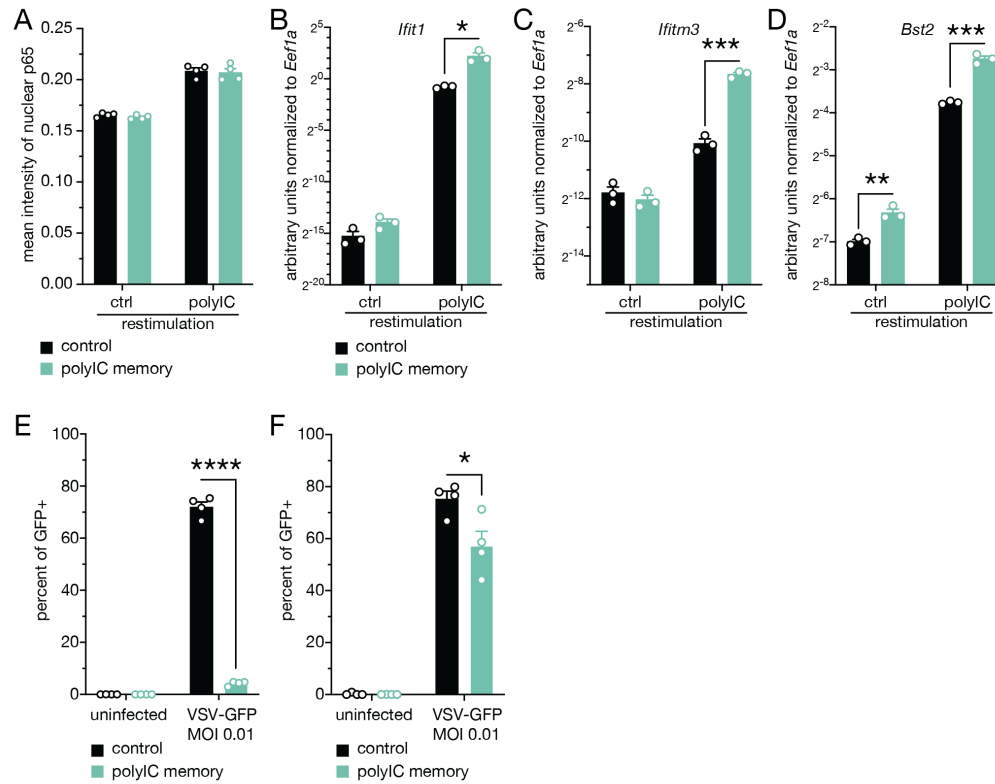 A
mean intensity of nuclear p65
0.25
0.20
0.15
0.10
0.05
0.00
ctrl
polyIC
restimulation
control
polyIC memory
B
Ifit1
arbitrary units normalized to Eef1a
2^5
2^0
2^-5
2^-10
2^-15
2^-20
*
ctrl
polyIC
restimulation
control
polyIC memory
C
Ifitm3
arbitrary units normalized to Eef1a
2^-6
2^-8
2^-10
2^-12
2^-14
***
ctrl
polyIC
restimulation
D
Bst2
arbitrary units normalized to Eef1a
2^-2
2^-3
2^-4
2^-5
2^-6
2^-7
2^-8
**
***
ctrl
polyIC
restimulation
E
percent of GFP+
100
80
60
40
20
0
****
uninfected
VSV-GFP
MOI 0.01
control
polyIC memory
F
percent of GFP+
100
80
60
40
20
0
*
uninfected
VSV-GFP
MOI 0.01
control
polyIC memory